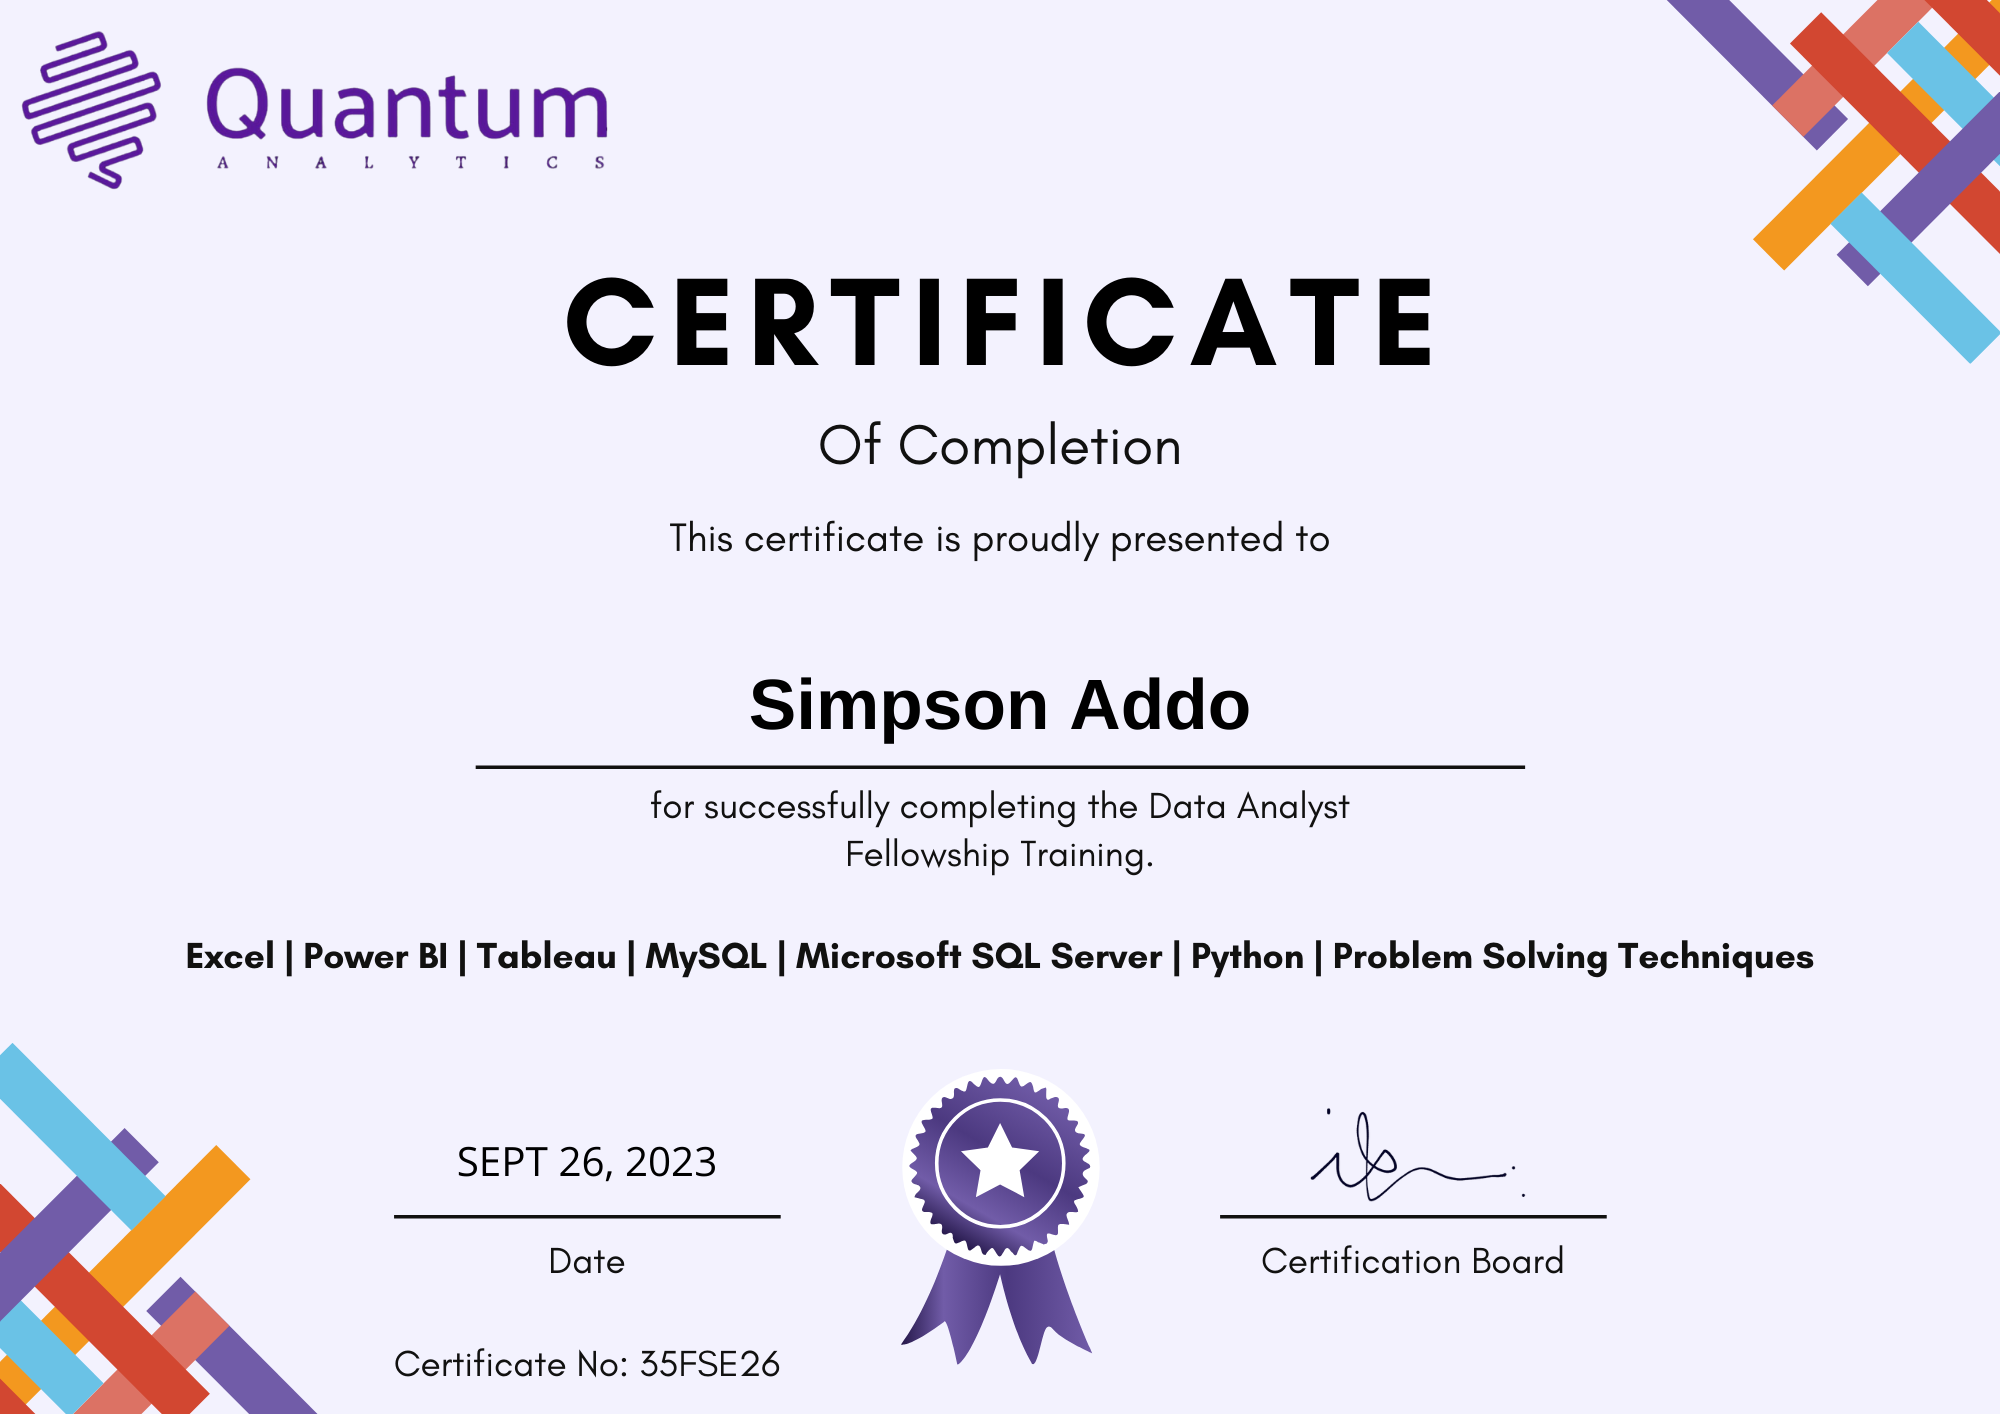 Quantum
ANALYTICS
CERTIFICATE
Of Completion
This certificate is proudly presented to
Simpson Addo
for successfully completing the Data Analyst
Fellowship Training.
Excel | Power BI | Tableau | MySQL | Microsoft SQL Server | Python | Problem Solving Techniques
SEPT 26, 2023
Date
Certification Board
Certificate No: 35FSE26